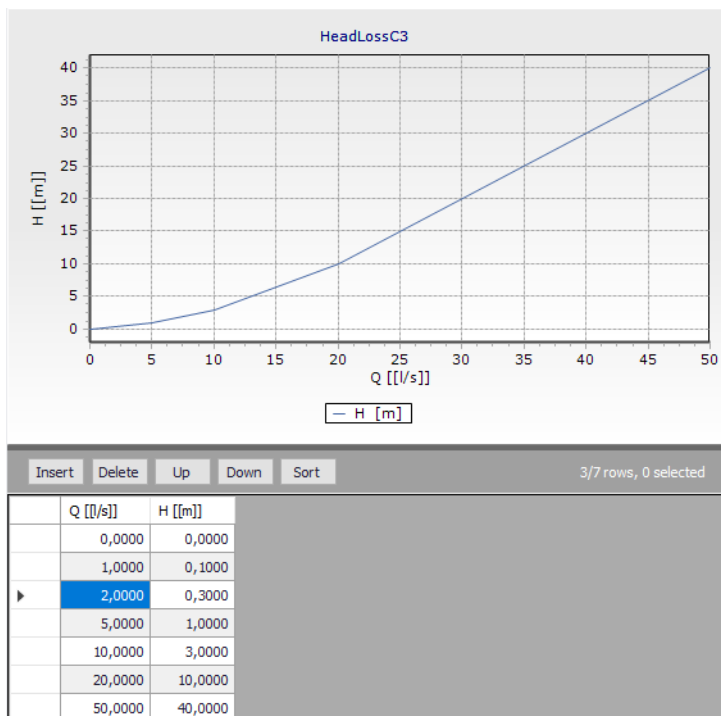 HeadLossC3
40
35
30
25
20
15
10
5
0
H [[m]]
0 5 10 15 20 25 30 35 40 45 50
Q [[l/s]]
H [m]
Insert Delete Up Down Sort 3/7 rows, 0 selected
Q [[l/s]] H [[m]]
0,0000 0,0000
1,0000 0,1000
2,0000 0,3000
5,0000 1,0000
10,0000 3,0000
20,0000 10,0000
50,0000 40,0000